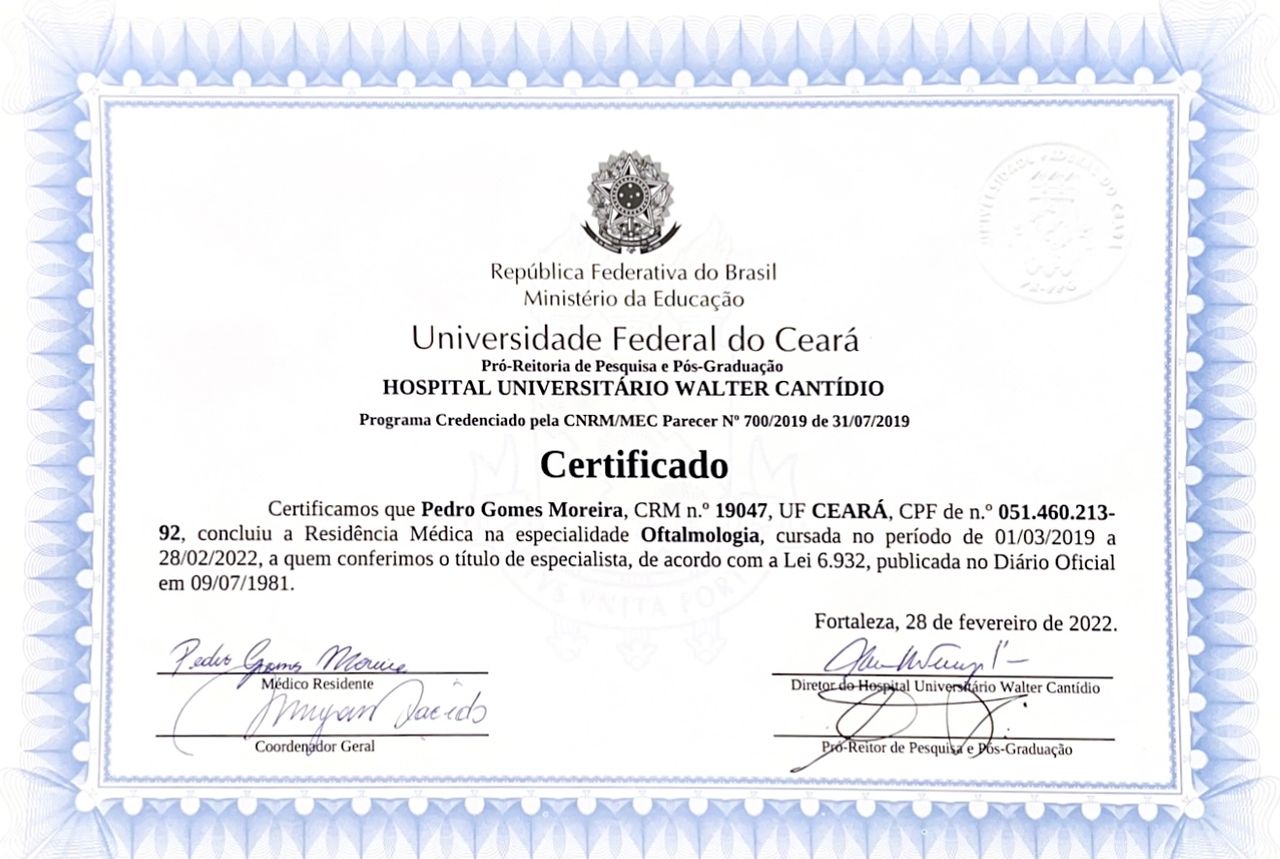 UNIVERSIDADE FEDERAL DO CEARÁ
República Federativa do Brasil
Ministério da Educação
Universidade Federal do Ceará
Pró-Reitoria de Pesquisa e Pós-Graduação
HOSPITAL UNIVERSITÁRIO WALTER CANTÍDIO
Programa Credenciado pela CNRM/MEC Parecer Nº 700/2019 de 31/07/2019
Certificado
Certificamos que Pedro Gomes Moreira, CRM n.º 19047, UF CEARÁ, CPF de n.º 051.460.213-
92, concluiu a Residência Médica na especialidade Oftalmologia, cursada no período de 01/03/2019 a
28/02/2022, a quem conferimos o título de especialista, de acordo com a Lei 6.932, publicada no Diário Oficial
em 09/07/1981.
Fortaleza, 28 de fevereiro de 2022.
Pedro Gomes Moreira
Médico Residente
Diretor do Hospital Universitário Walter Cantídio
Coordenador Geral
Pró-Reitor de Pesquisa e Pós-Graduação